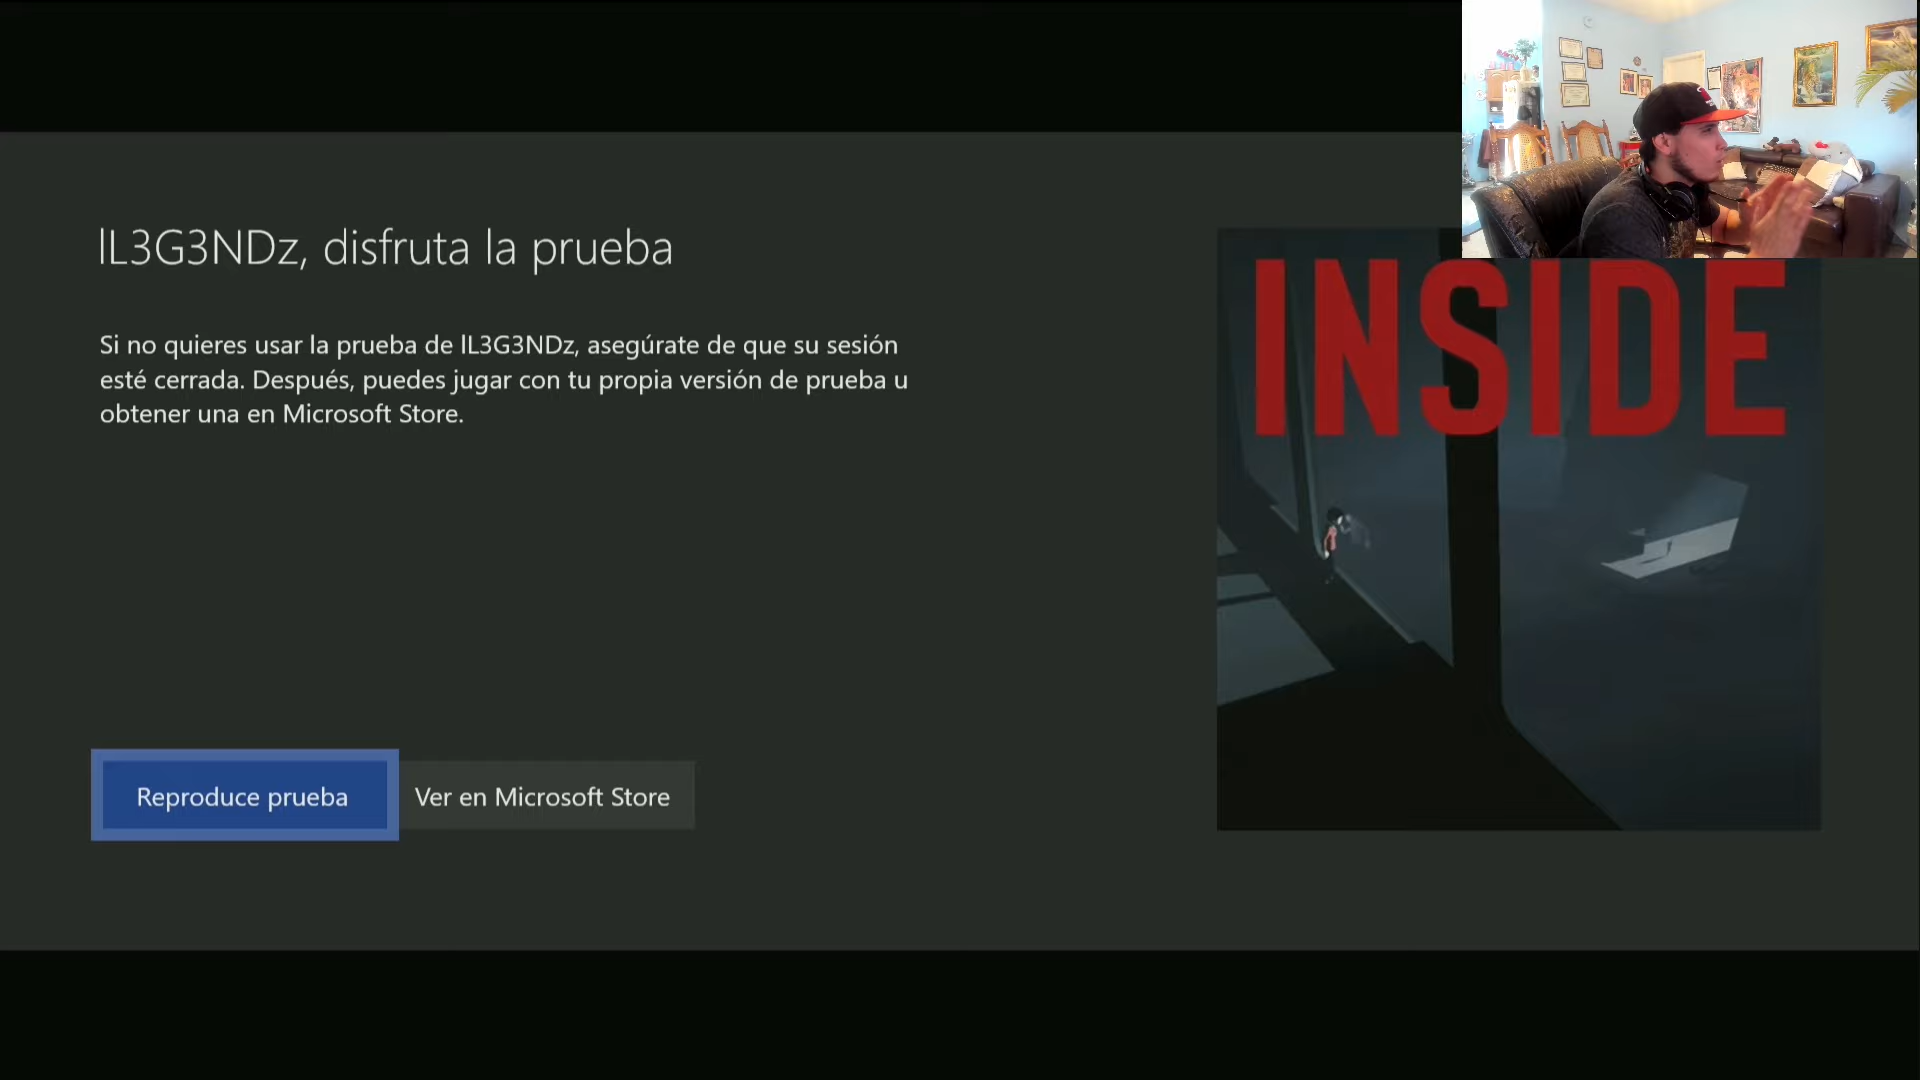 lL3G3NDz, disfruta la prueba
Si no quieres usar la prueba de lL3G3NDz, asegúrate de que su sesión
esté cerrada. Después, puedes jugar con tu propia versión de prueba u
obtener una en Microsoft Store.
INSIDE
Reproduce prueba
Ver en Microsoft Store